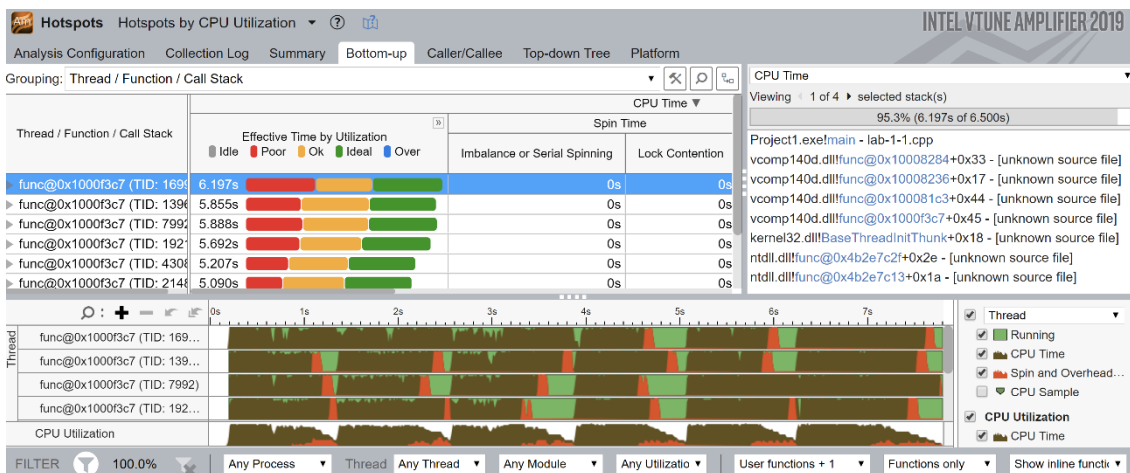 Hotspots Hotspots by CPU Utilization
INTEL VTUNE AMPLIFIER 2019
Analysis Configuration Collection Log Summary Bottom-up Caller/Callee Top-down Tree Platform
Grouping: Thread / Function / Call Stack
CPU Time
Viewing 1 of 4 selected stack(s)
95.3% (6.197s of 6.500s)
Project1.exe!main - lab-1-1.cpp
vcomp140d.dll!func@0x10008284+0x33 - [unknown source file]
vcomp140d.dll!func@0x10008236+0x17 - [unknown source file]
vcomp140d.dll!func@0x100081c3+0x44 - [unknown source file]
vcomp140d.dll!func@0x1000f3c7+0x45 - [unknown source file]
kernel32.dll!BaseThreadInitThunk+0x18 - [unknown source file]
ntdll.dll!func@0x4b2e7c2f+0x2e - [unknown source file]
ntdll.dll!func@0x4b2e7c13+0x1a - [unknown source file]
Thread / Function / Call Stack
CPU Time
Effective Time by Utilization
Idle Poor Ok Ideal Over
Spin Time
Imbalance or Serial Spinning Lock Contention
func@0x1000f3c7 (TID: 1699 6.197s 0s 0s
func@0x1000f3c7 (TID: 1396 5.855s 0s 0s
func@0x1000f3c7 (TID: 7992 5.888s 0s 0s
func@0x1000f3c7 (TID: 1921 5.692s 0s 0s
func@0x1000f3c7 (TID: 4308 5.207s 0s 0s
func@0x1000f3c7 (TID: 2148 5.090s 0s 0s
0s 1s 2s 3s 4s 5s 6s 7s
Thread
func@0x1000f3c7 (TID: 169...
func@0x1000f3c7 (TID: 139...
func@0x1000f3c7 (TID: 7992)
func@0x1000f3c7 (TID: 192...
CPU Utilization
Thread
Running
CPU Time
Spin and Overhead...
CPU Sample
CPU Utilization
CPU Time
FILTER 100.0% Any Process Thread Any Thread Any Module Any Utilizatio User functions + 1 Functions only Show inline functic